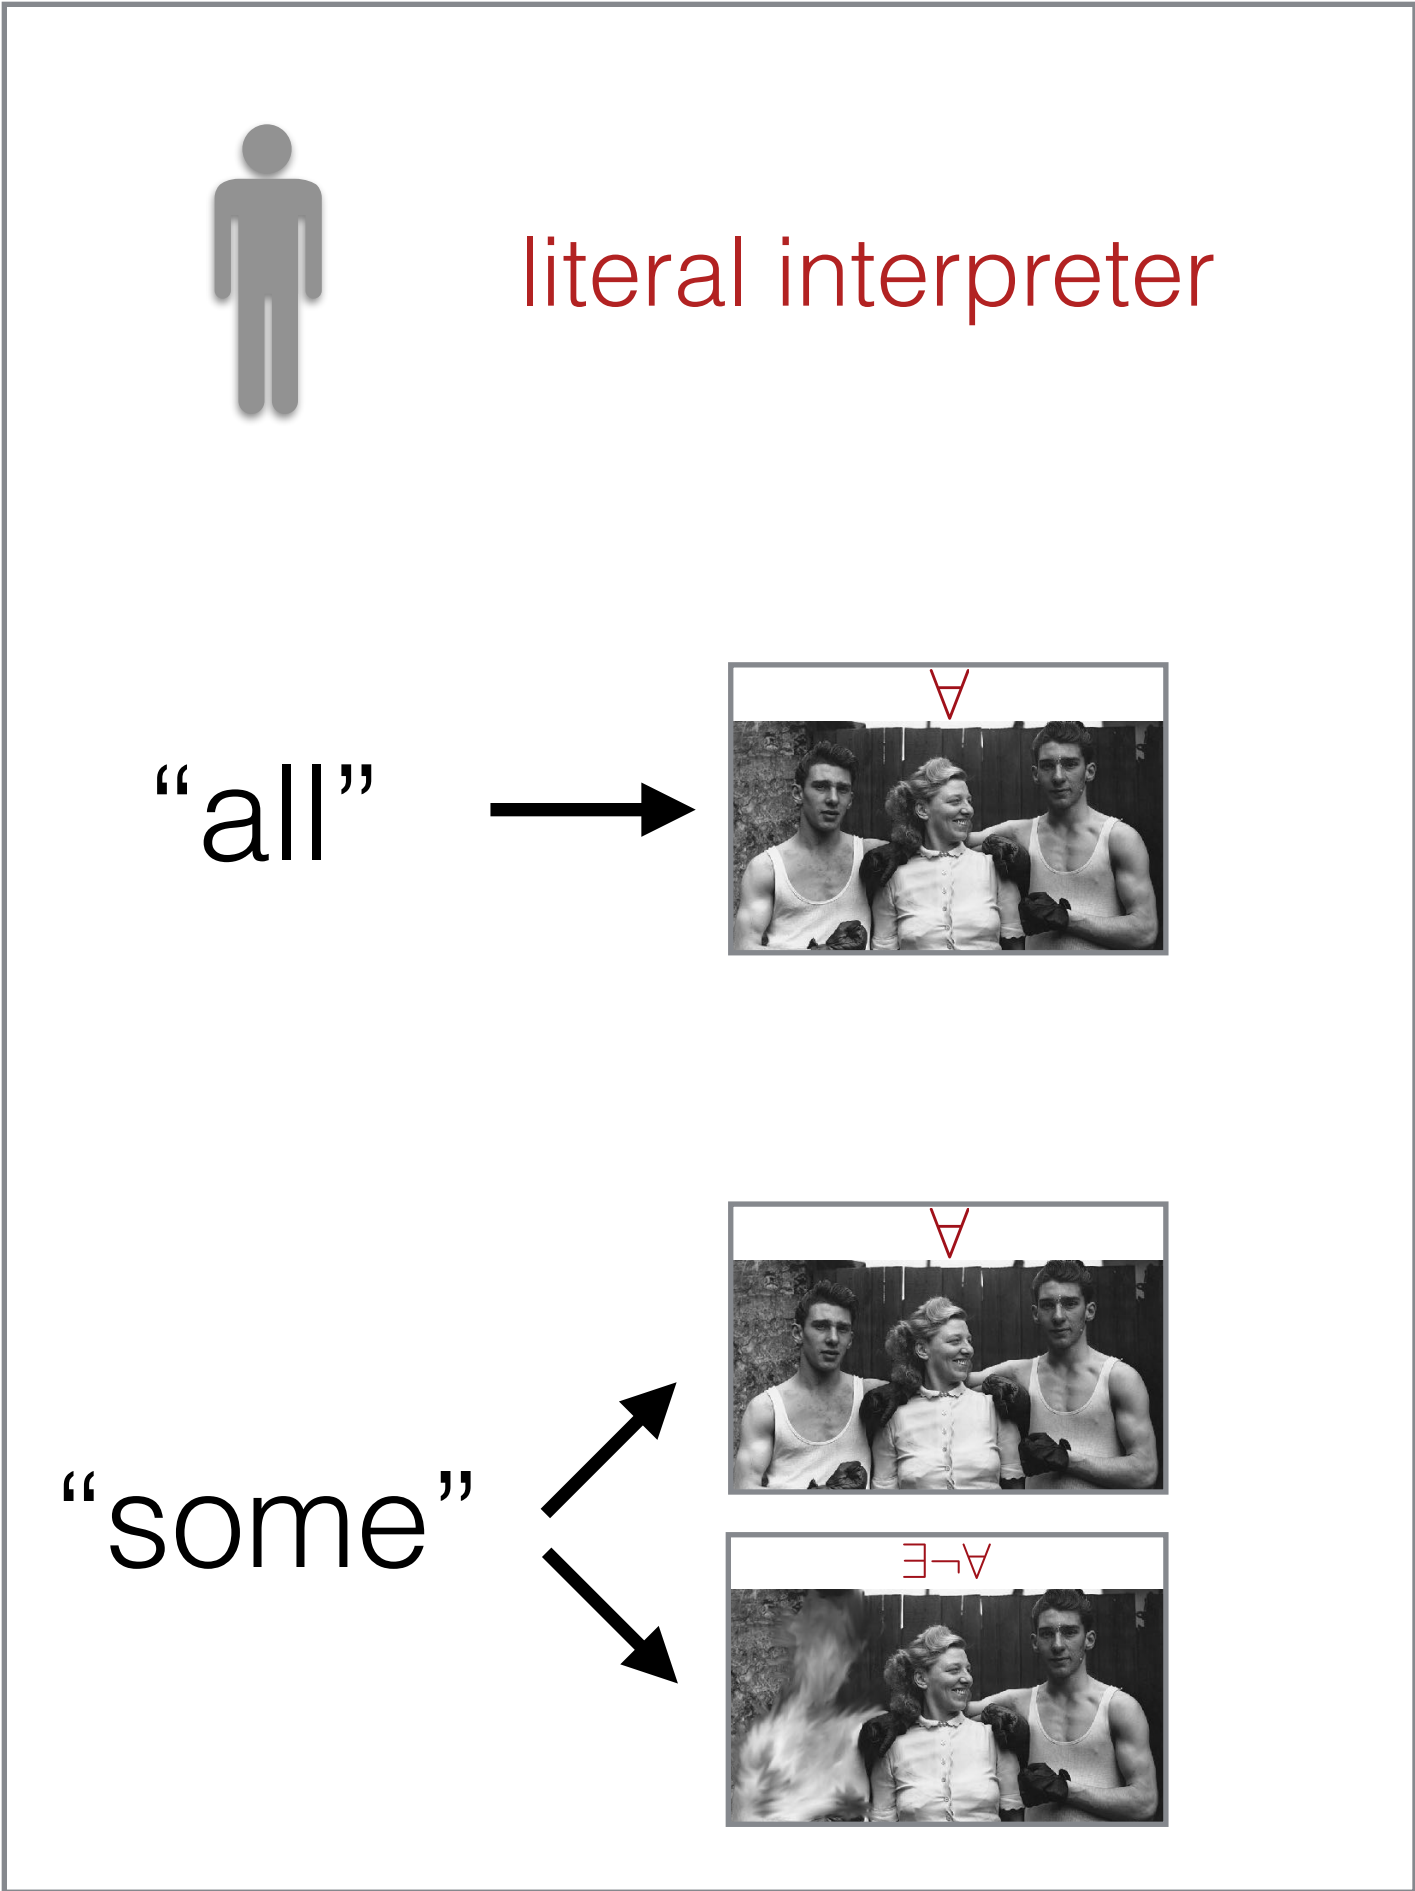 literal interpreter
∀
“all”
∀
“some”
∃¬∀